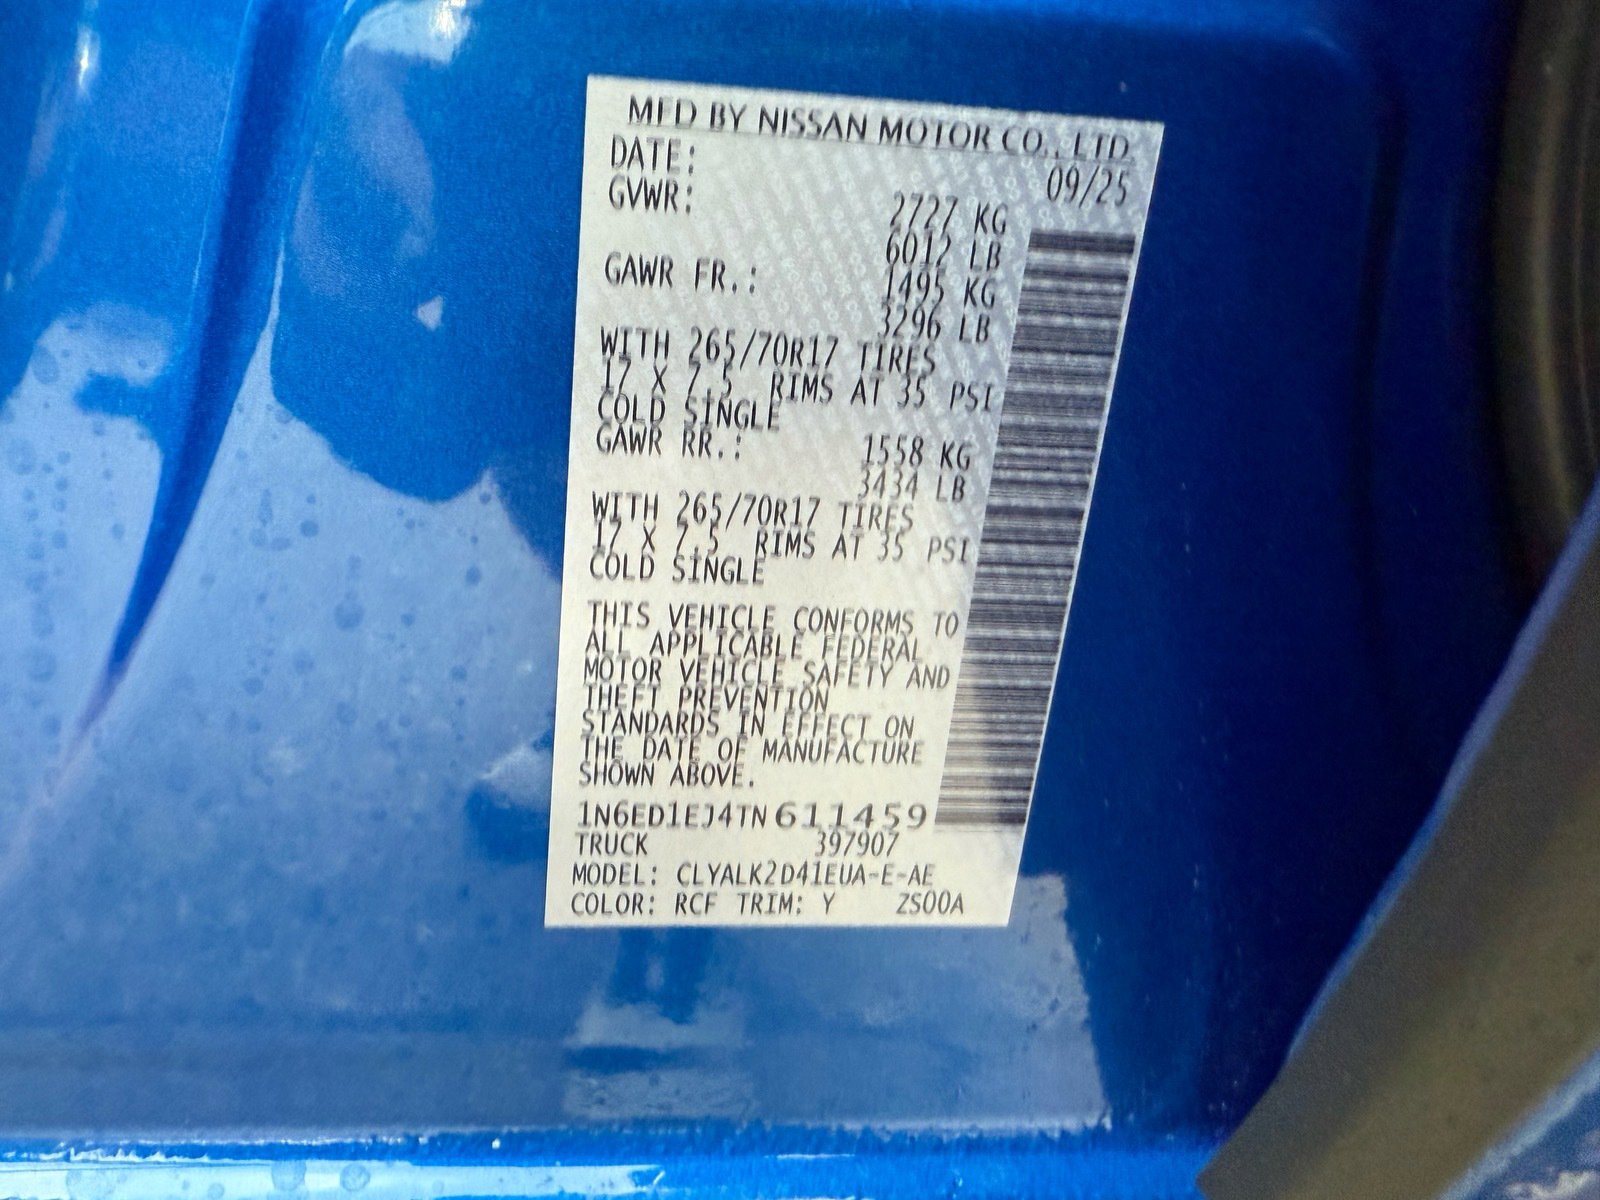 MFD BY NISSAN MOTOR CO., LTD
DATE: 09/25
GVWR: 2727 KG
6012 LB
GAWR FR.: 1495 KG
3296 LB
WITH 265/70R17 TIRES
17 X 7.5 RIMS AT 35 PSI
COLD SINGLE
GAWR RR.: 1558 KG
3434 LB
WITH 265/70R17 TIRES
17 X 7.5 RIMS AT 35 PSI
COLD SINGLE
THIS VEHICLE CONFORMS TO
ALL APPLICABLE FEDERAL
MOTOR VEHICLE SAFETY AND
THEFT PREVENTION
STANDARDS IN EFFECT ON
THE DATE OF MANUFACTURE
SHOWN ABOVE.
1N6ED1EJ4TN611459
TRUCK 397907
MODEL: CLYALK2D41EUA-E-AE
COLOR: RCF TRIM: Y ZS00A